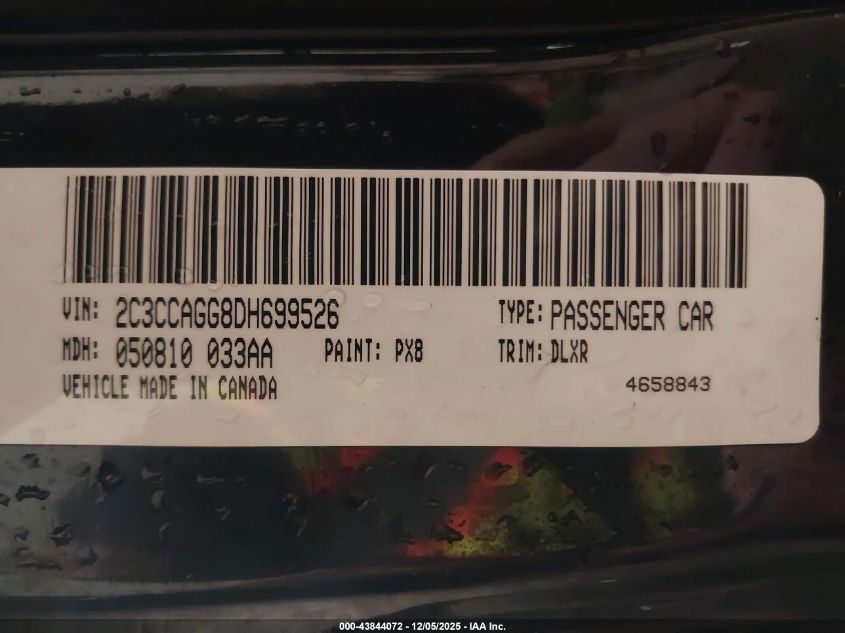 VIN: 2C3CCAGG8DH699526 TYPE: PASSENGER CAR
MDH: 050810 033AA PAINT: PX8 TRIM: DLXR
VEHICLE MADE IN CANADA 4658843
000-43844072 - 12/05/2025 - IAA Inc.